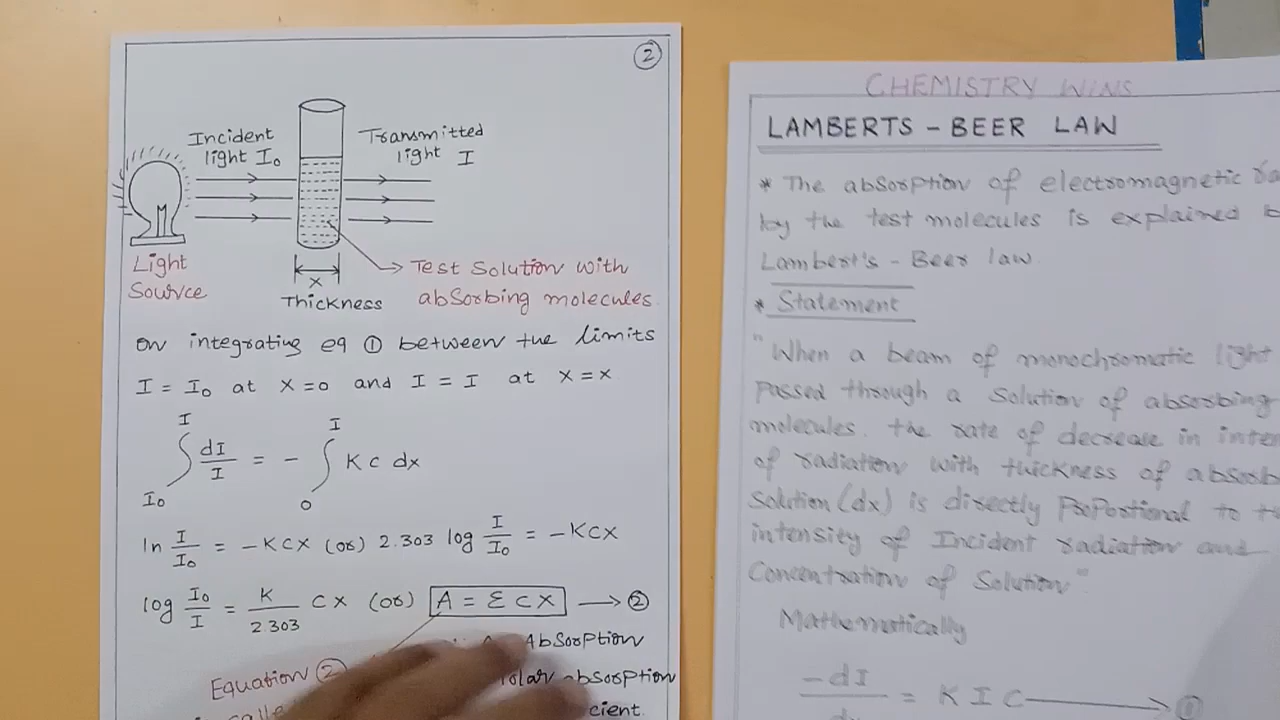 ②
Incident
light I₀
Transmitted
light I
Light
Source
x
Thickness
Test Solution with
absorbing molecules.
on integrating eq ① between the limits
I = I₀ at x = 0 and I = I at x = x
∫ I₀ I dI/I = - ∫ 0 I K c dx
ln I/I₀ = -KCX (or) 2.303 log I/I₀ = -KCX
log I₀/I = K/2.303 CX (or) A = ε C X → ②
Absorption
Equation ②
absorption
CHEMISTRY WINS
LAMBERTS - BEER LAW
* The absorption of electromagnetic
by the test molecules is explained
Lambert's - Beer law
* Statement
"When a beam of monochromatic light
Passed through a Solution of absorbing
molecules. the rate of decrease in
of radiation with thickness of
Solution (dx) is directly Propostional to
intensity of Incident radiation and
Concentration of Solution"
Mathematically
-dI/ = K I C → ①